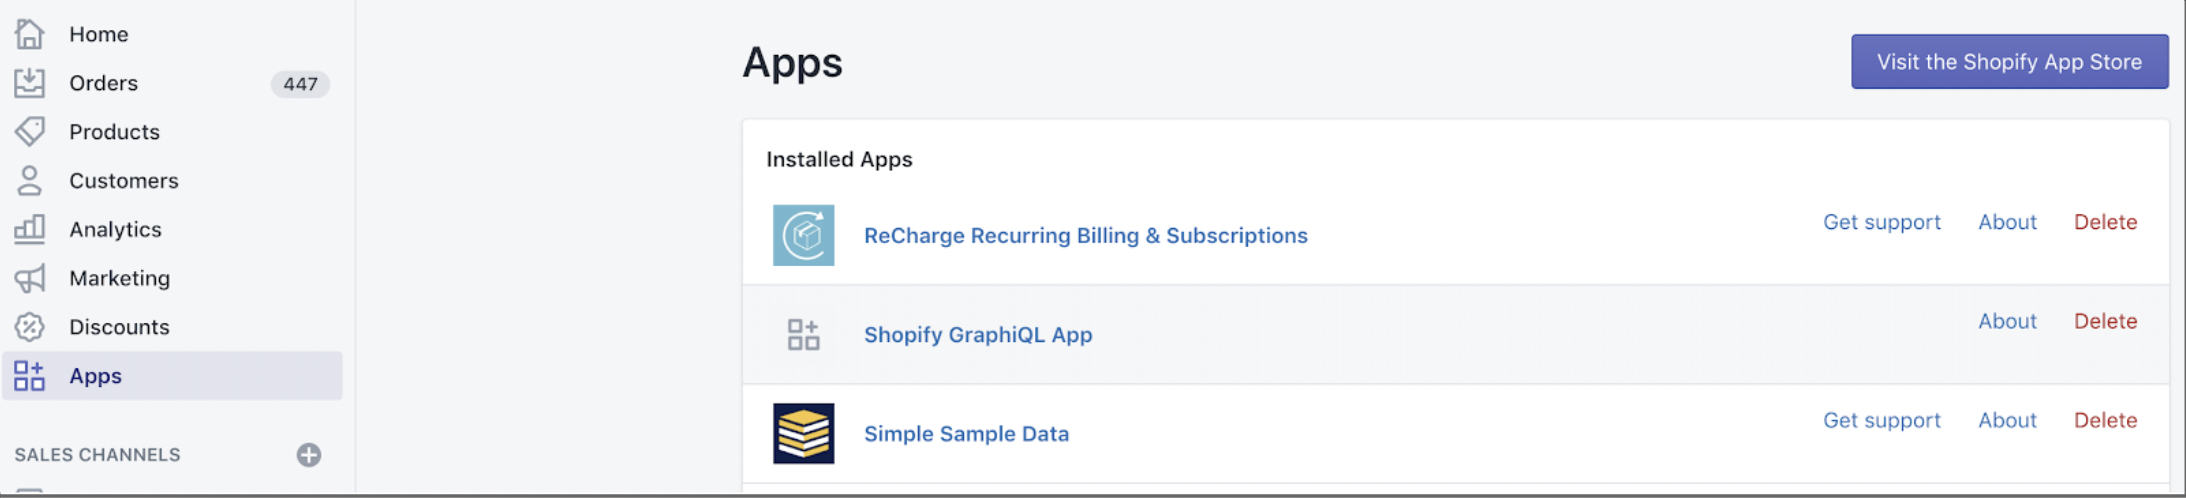 Home
Orders 447
Products
Customers
Analytics
Marketing
Discounts
Apps
SALES CHANNELS
Apps
Visit the Shopify App Store
Installed Apps
ReCharge Recurring Billing & Subscriptions
Get support About Delete
Shopify GraphiQL App
About Delete
Simple Sample Data
Get support About Delete